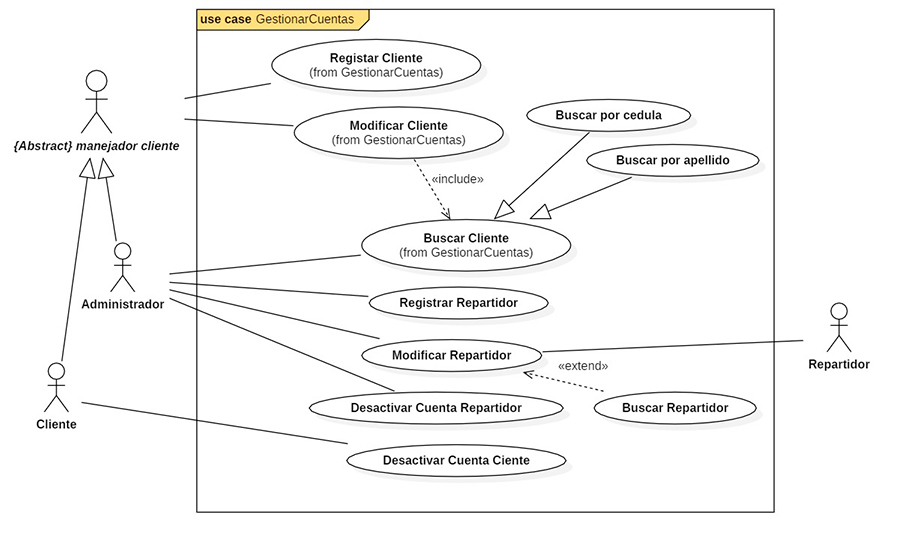 use case GestionarCuentas
Registar Cliente
(from GestionarCuentas)
Modificar Cliente
(from GestionarCuentas)
Buscar por cedula
Buscar por apellido
{Abstract} manejador cliente
«include»
Buscar Cliente
(from GestionarCuentas)
Administrador
Registrar Repartidor
Modificar Repartidor
Repartidor
«extend»
Desactivar Cuenta Repartidor
Buscar Repartidor
Cliente
Desactivar Cuenta Ciente